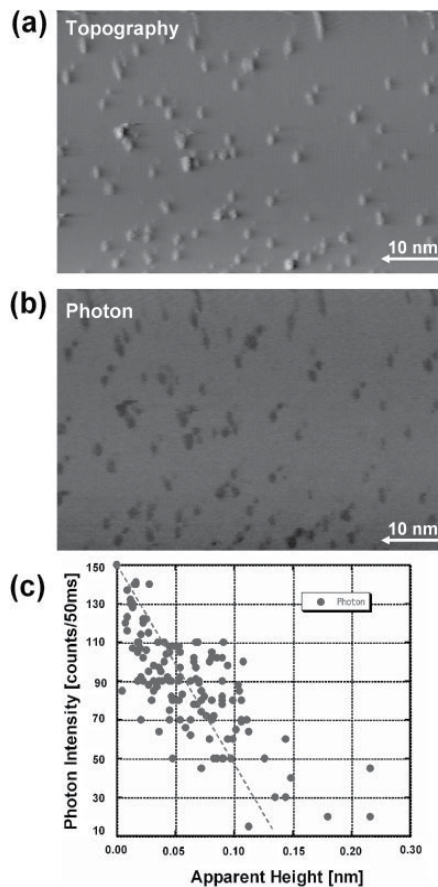 (a)
Topography
10 nm
(b)
Photon
10 nm
(c)
Photon Intensity [counts/50ms]
150
130
110
90
70
50
30
10
Photon
0.00 0.05 0.10 0.15 0.20 0.25 0.30
Apparent Height [nm]